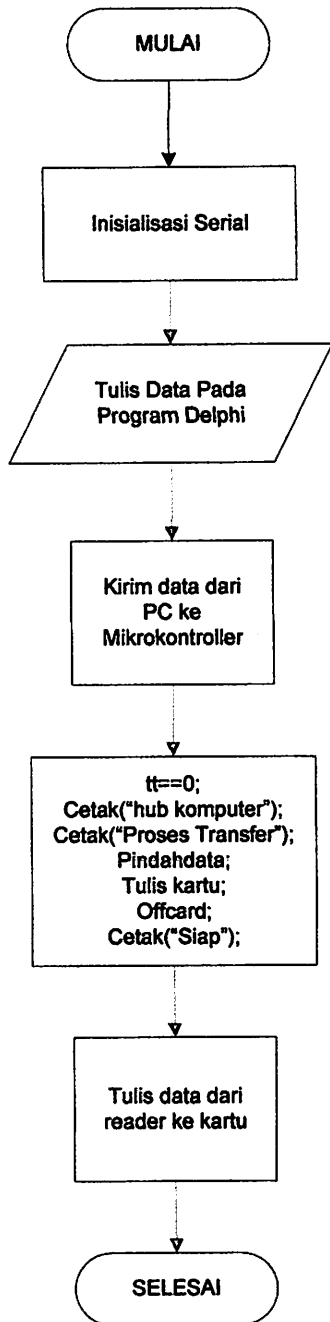 MULAI
Inisialisasi Serial
Tulis Data Pada
Program Delphi
Kirim data dari
PC ke
Mikrokontroller
tt==0;
Cetak("hub komputer");
Cetak("Proses Transfer");
Pindahdata;
Tulis kartu;
Offcard;
Cetak("Siap");
Tulis data dari
reader ke kartu
SELESAI